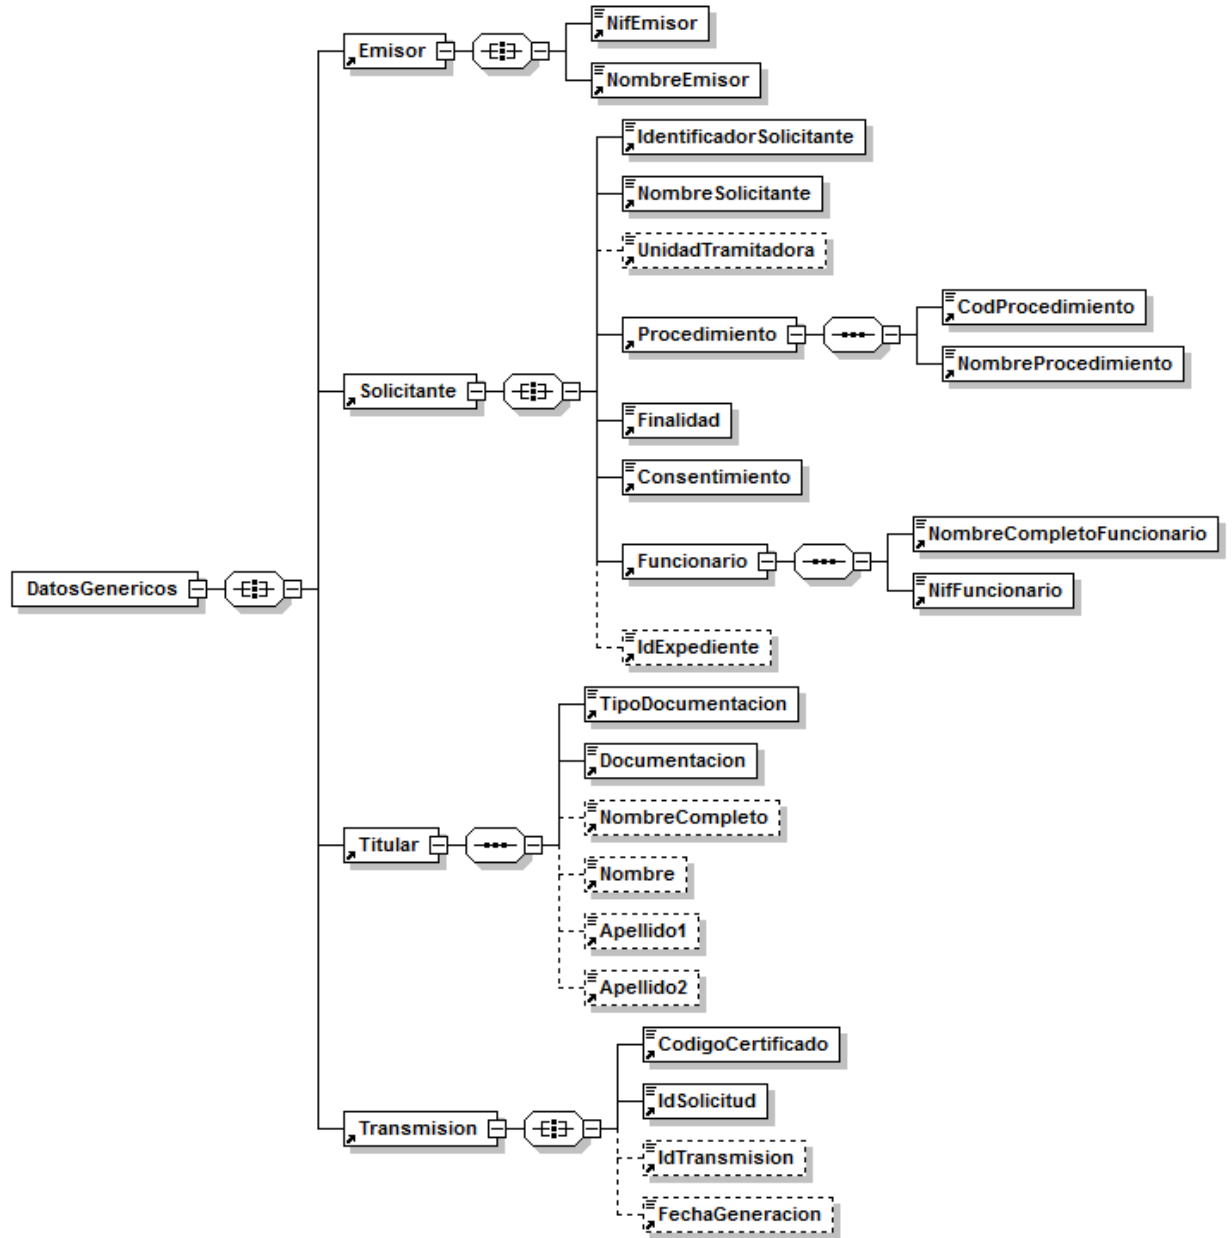 NifEmisor
Emisor
NombreEmisor
IdentificadorSolicitante
NombreSolicitante
UnidadTramitadora
CodProcedimiento
Procedimiento
NombreProcedimiento
Solicitante
Finalidad
Consentimiento
NombreCompletoFuncionario
Funcionario
DatosGenericos
NifFuncionario
IdExpediente
TipoDocumentacion
Documentacion
NombreCompleto
Titular
Nombre
Apellido1
Apellido2
CodigoCertificado
IdSolicitud
Transmision
IdTransmision
FechaGeneracion